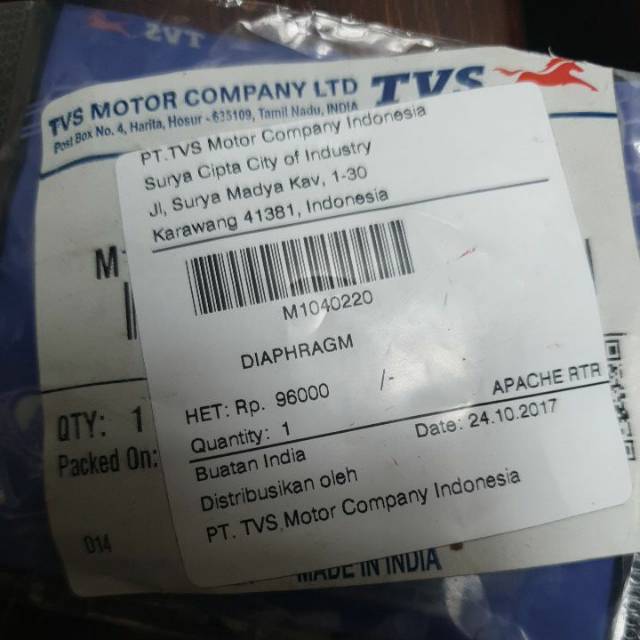 TVS
TVS MOTOR COMPANY LTD TVS
Post Box No. 4, Harita, Hosur - 635109, Tamil Nadu, INDIA
PT.TVS Motor Company Indonesia
Surya Cipta City of Industry
Jl, Surya Madya Kav, 1-30
Karawang 41381, Indonesia
M1040220
DIAPHRAGM
HET: Rp. 96000 /-
APACHE RTR
Quantity: 1
Date: 24.10.2017
Buatan India
Distribusikan oleh
PT. TVS Motor Company Indonesia
QTY: 1
Packed On:
014
MADE IN INDIA